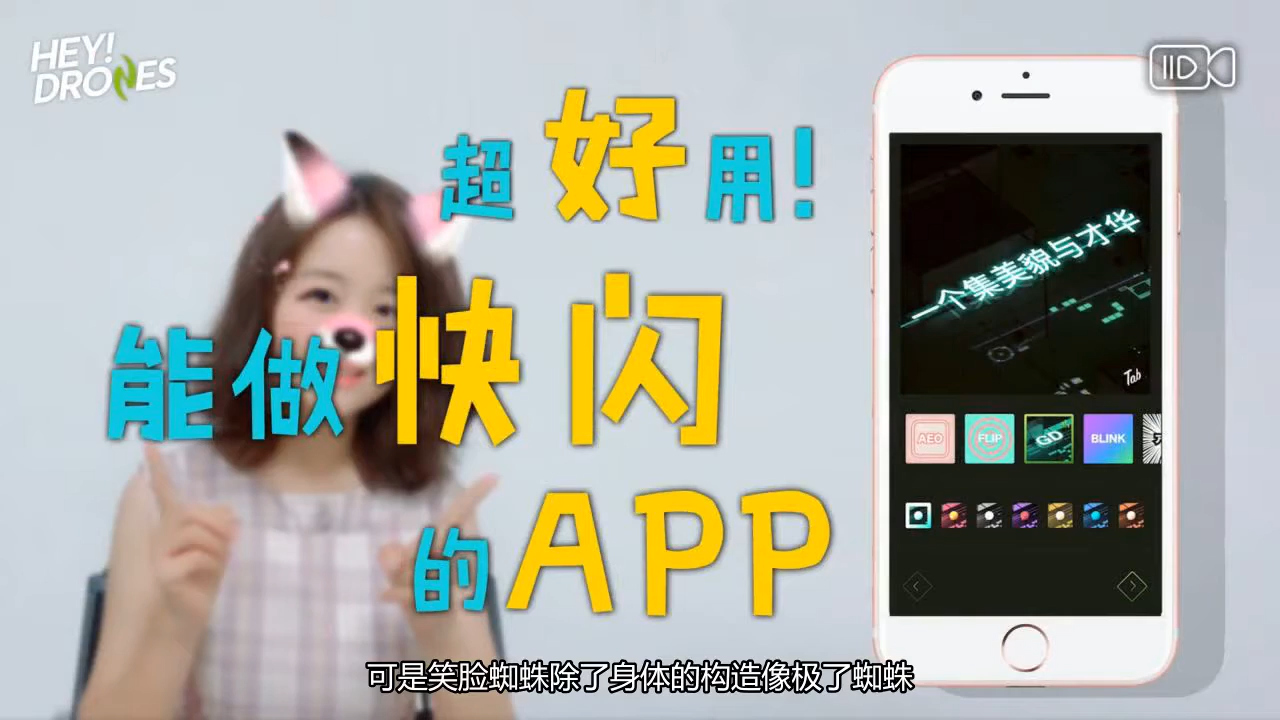 HEY!
DRONES
超好用!
能做快闪
的APP
一个集美貌与才华
Tab
AEO
FLIP
GD
BLINK
可是笑脸蜘蛛除了身体的构造像极了蜘蛛